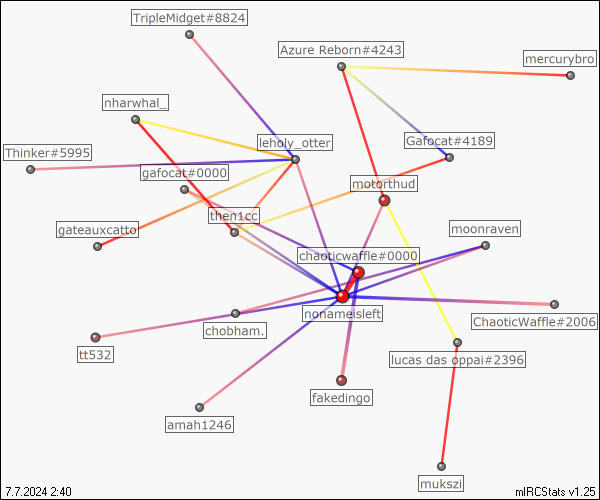 TripleMidget#8824
Azure Reborn#4243
mercurybro
nharwhal_
leholy_otter
Gafocat#4189
Thinker#5995
gafocat#0000
motorthud
then1cc
gateauxcatto
moonraven
chaoticwaffle#0000
nonameisleft
chobham.
ChaoticWaffle#2006
tt532
lucas das oppai#2396
fakedingo
amah1246
mukszi
7.7.2024 2:40
mIRCStats v1.25